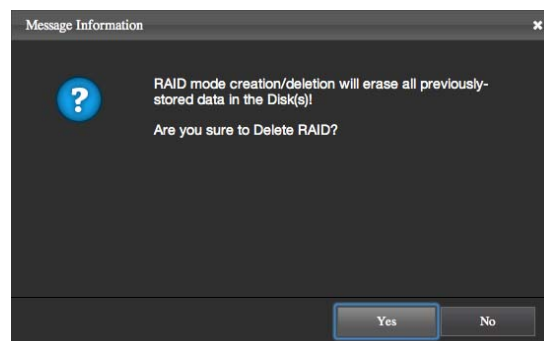 Message Information
RAID mode creation/deletion will erase all previously-
stored data in the Disk(s)!
Are you sure to Delete RAID?
Yes No